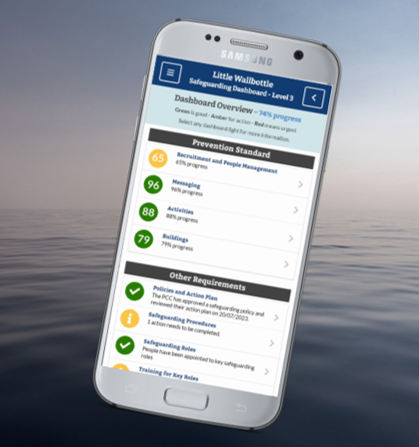 SAMSUNG
Little Wallbottle
Safeguarding Dashboard - Level 3
Dashboard Overview - 74% progress
Green is good - Amber for action - Red means urgent
Select any dashboard light for more information.
Prevention Standard
65
Recruitment and People Management
65% progress
96
Messaging
96% progress
88
Activities
88% progress
79
Buildings
79% progress
Other Requirements
Policies and Action Plan
The PCC has approved a safeguarding policy and
reviewed their action plan on 20/07/2023.
Safeguarding Procedures
1 action needs to be completed
Safeguarding Roles
People have been appointed to key safeguarding
roles
Training for Key Roles